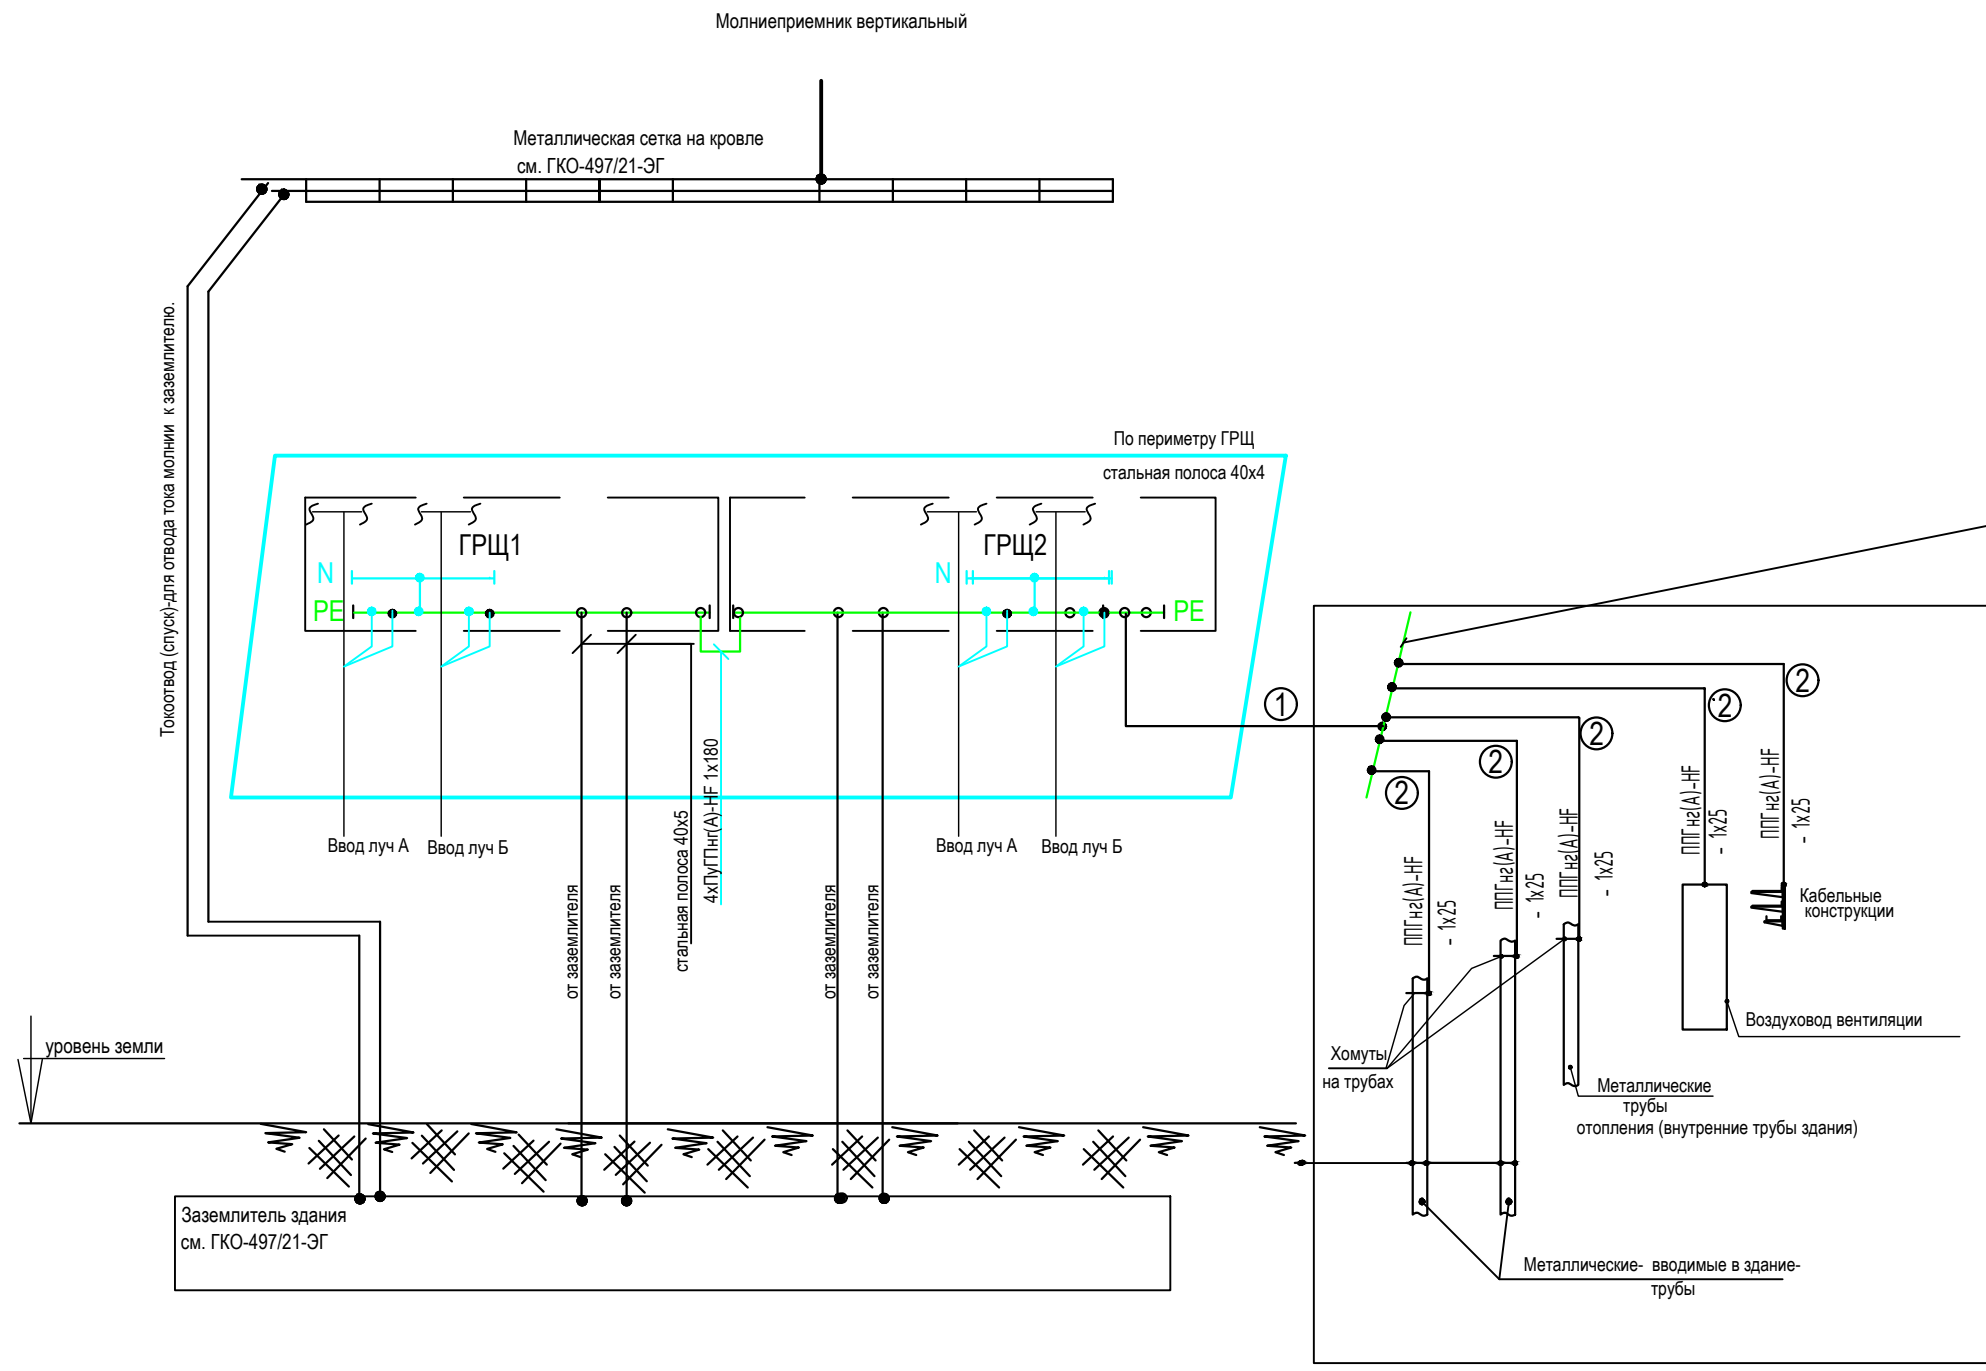 Молниеприемник вертикальный
Металлическая сетка на кровле
см. ГКО-497/21-ЭГ
Токоотвод (спуск)-для отвода тока молнии к заземлителю.
По периметру ГРЩ
стальная полоса 40х4
ГРЩ1
ГРЩ2
N
N
PE
PE
1
2
2
2
2
2
Ввод луч А
Ввод луч Б
Ввод луч А
Ввод луч Б
стальная полоса 40х5
4хПуГПнг(А)-HF 1х180
от заземлителя
от заземлителя
от заземлителя
от заземлителя
ППГнг(А)-HF
- 1х25
ППГнг(А)-HF
- 1х25
ППГнг(А)-HF
- 1х25
ППГнг(А)-HF
- 1х25
ППГнг(А)-HF
- 1х25
Кабельные
конструкции
Воздуховод вентиляции
уровень земли
Хомуты
на трубах
Металлические
трубы
отопления (внутренние трубы здания)
Заземлитель здания
см. ГКО-497/21-ЭГ
Металлические- вводимые в здание-
трубы